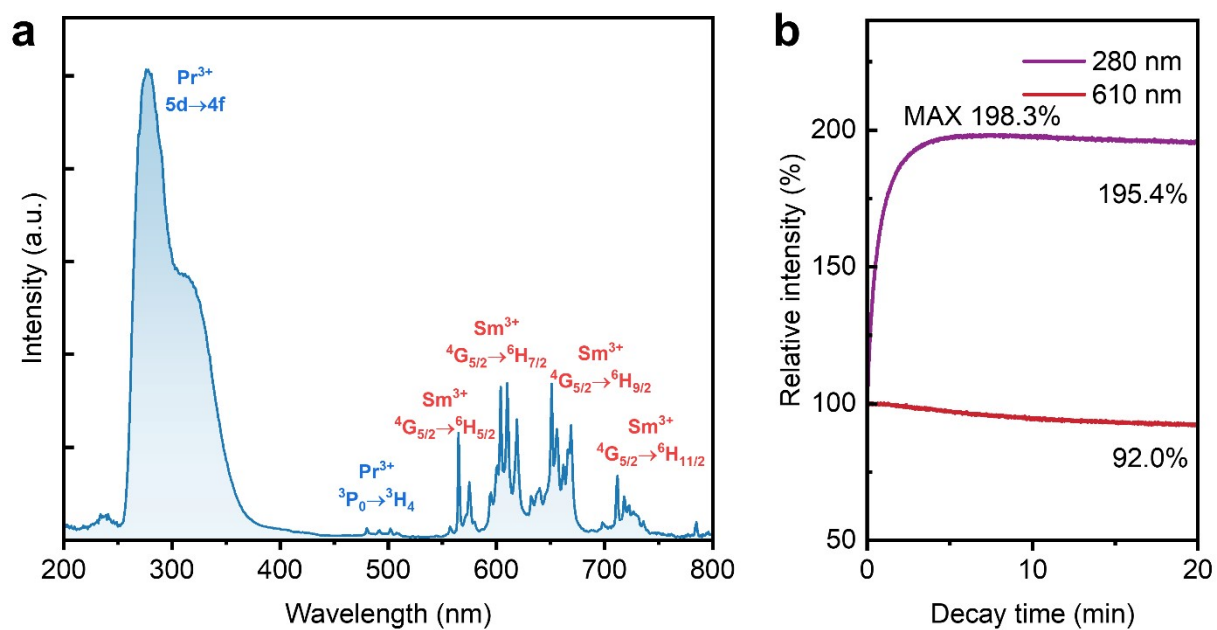 a
Intensity (a.u.)
Pr³⁺
5d→4f
Pr³⁺
³P₀→³H₄
Sm³⁺
⁴G₅/₂→⁶H₅/₂
Sm³⁺
⁴G₅/₂→⁶H₇/₂
Sm³⁺
⁴G₅/₂→⁶H₉/₂
Sm³⁺
⁴G₅/₂→⁶H₁₁/₂
200 300 400 500 600 700 800
Wavelength (nm)
b
Relative intensity (%)
280 nm
610 nm
MAX 198.3%
195.4%
92.0%
200
150
100
50
0 10 20
Decay time (min)